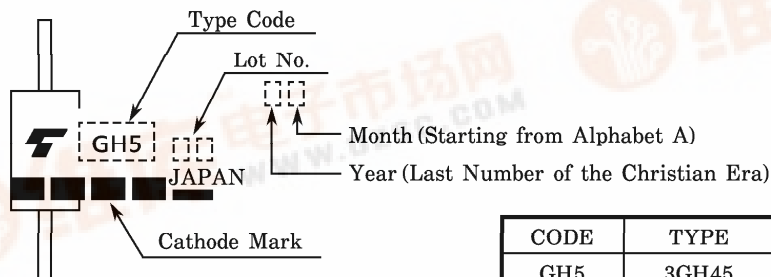 Type Code
Lot No.
GH5
JAPAN
Month (Starting from Alphabet A)
Year (Last Number of the Christian Era)
Cathode Mark
CODE TYPE
GH5 3GH45